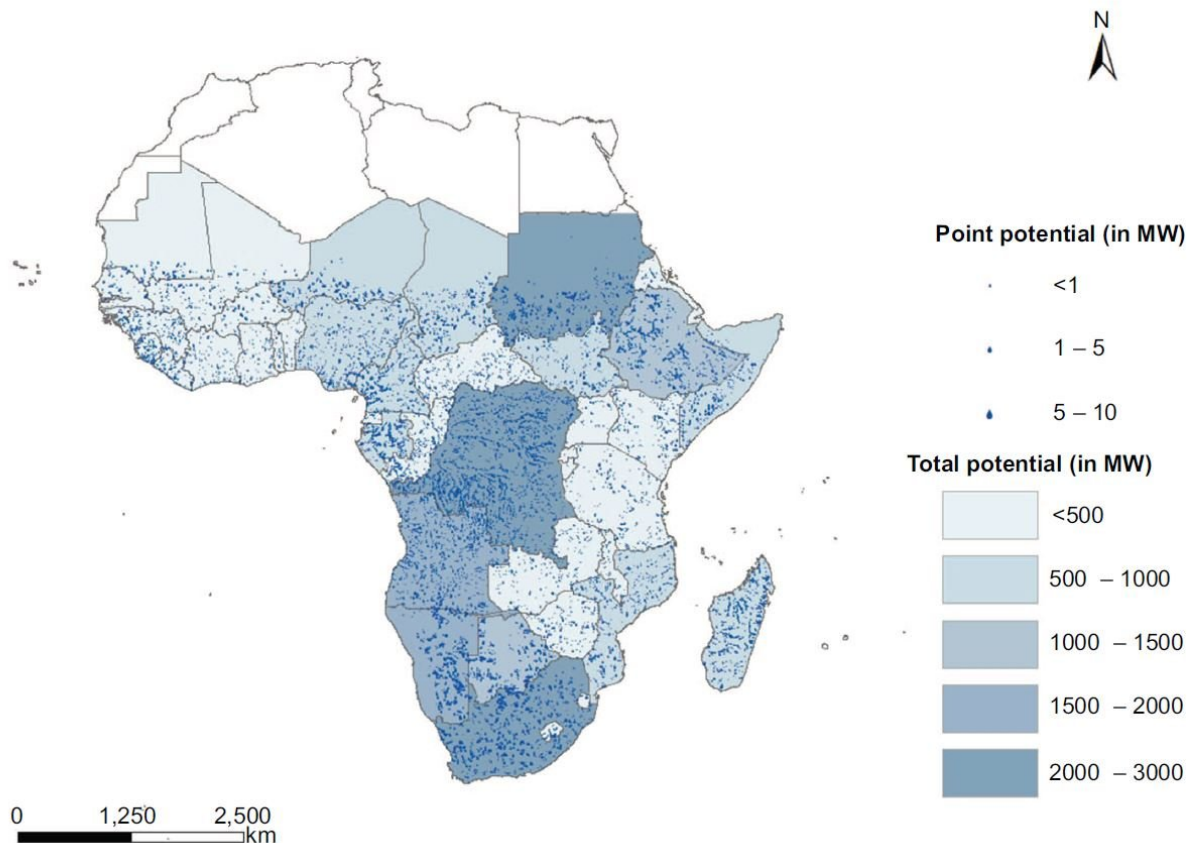 N
Point potential (in MW)
<1
1 – 5
5 – 10
Total potential (in MW)
<500
500 – 1000
1000 – 1500
1500 – 2000
2000 – 3000
0 1,250 2,500
km